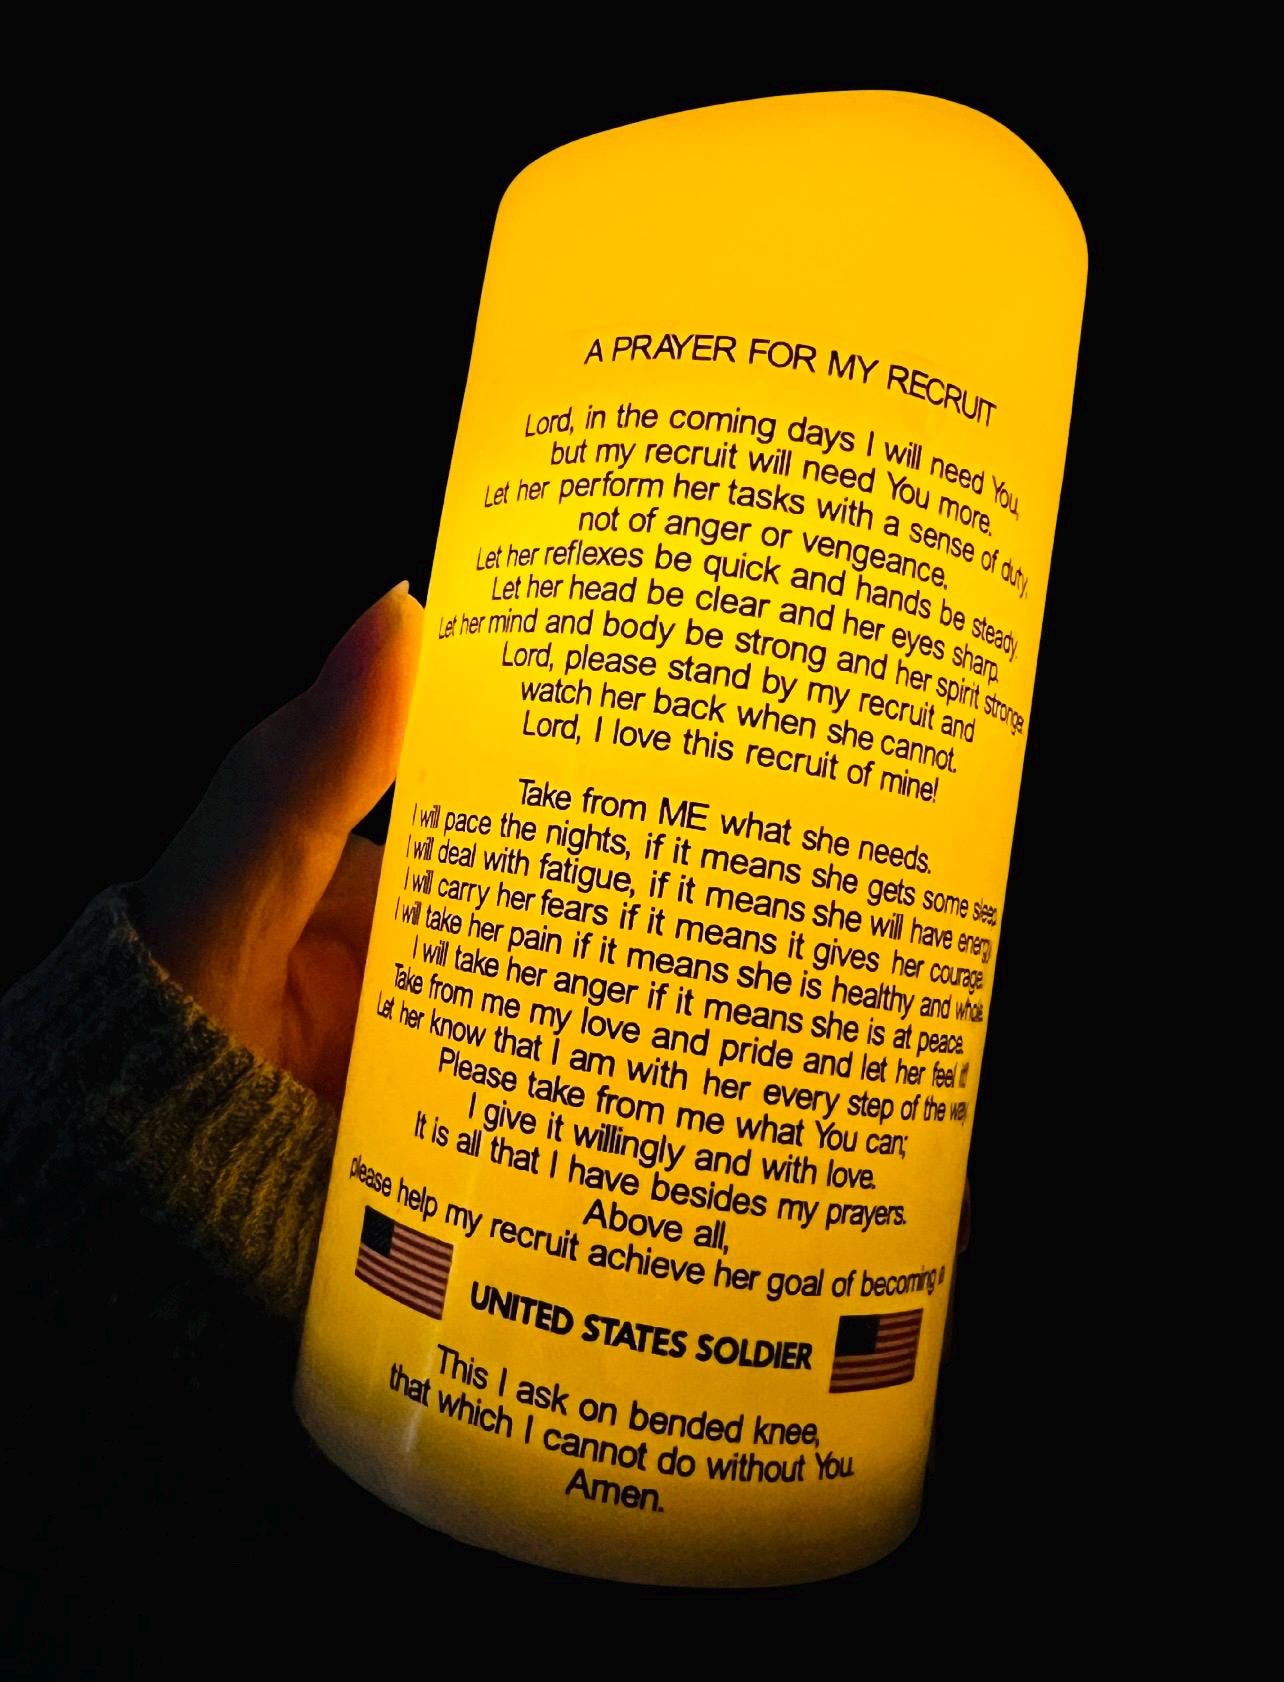 A PRAYER FOR MY RECRUIT
Lord, in the coming days I will need You,
but my recruit will need You more.
Let her perform her tasks with a sense of duty,
not of anger or vengeance.
Let her reflexes be quick and hands be steady.
Let her head be clear and her eyes sharp.
Let her mind and body be strong and her spirit stronger.
Lord, please stand by my recruit and
watch her back when she cannot.
Lord, I love this recruit of mine!
Take from ME what she needs.
I will pace the nights, if it means she gets some sleep
I will deal with fatigue, if it means she will have energy
I will carry her fears if it means it gives her courage.
I will take her pain if it means she is healthy and whole.
I will take her anger if it means she is at peace.
Take from me my love and pride and let her feel it!
Let her know that I am with her every step of the way
Please take from me what You can;
I give it willingly and with love.
It is all that I have besides my prayers.
Above all,
please help my recruit achieve her goal of becoming a
UNITED STATES SOLDIER
This I ask on bended knee,
that which I cannot do without You.
Amen.